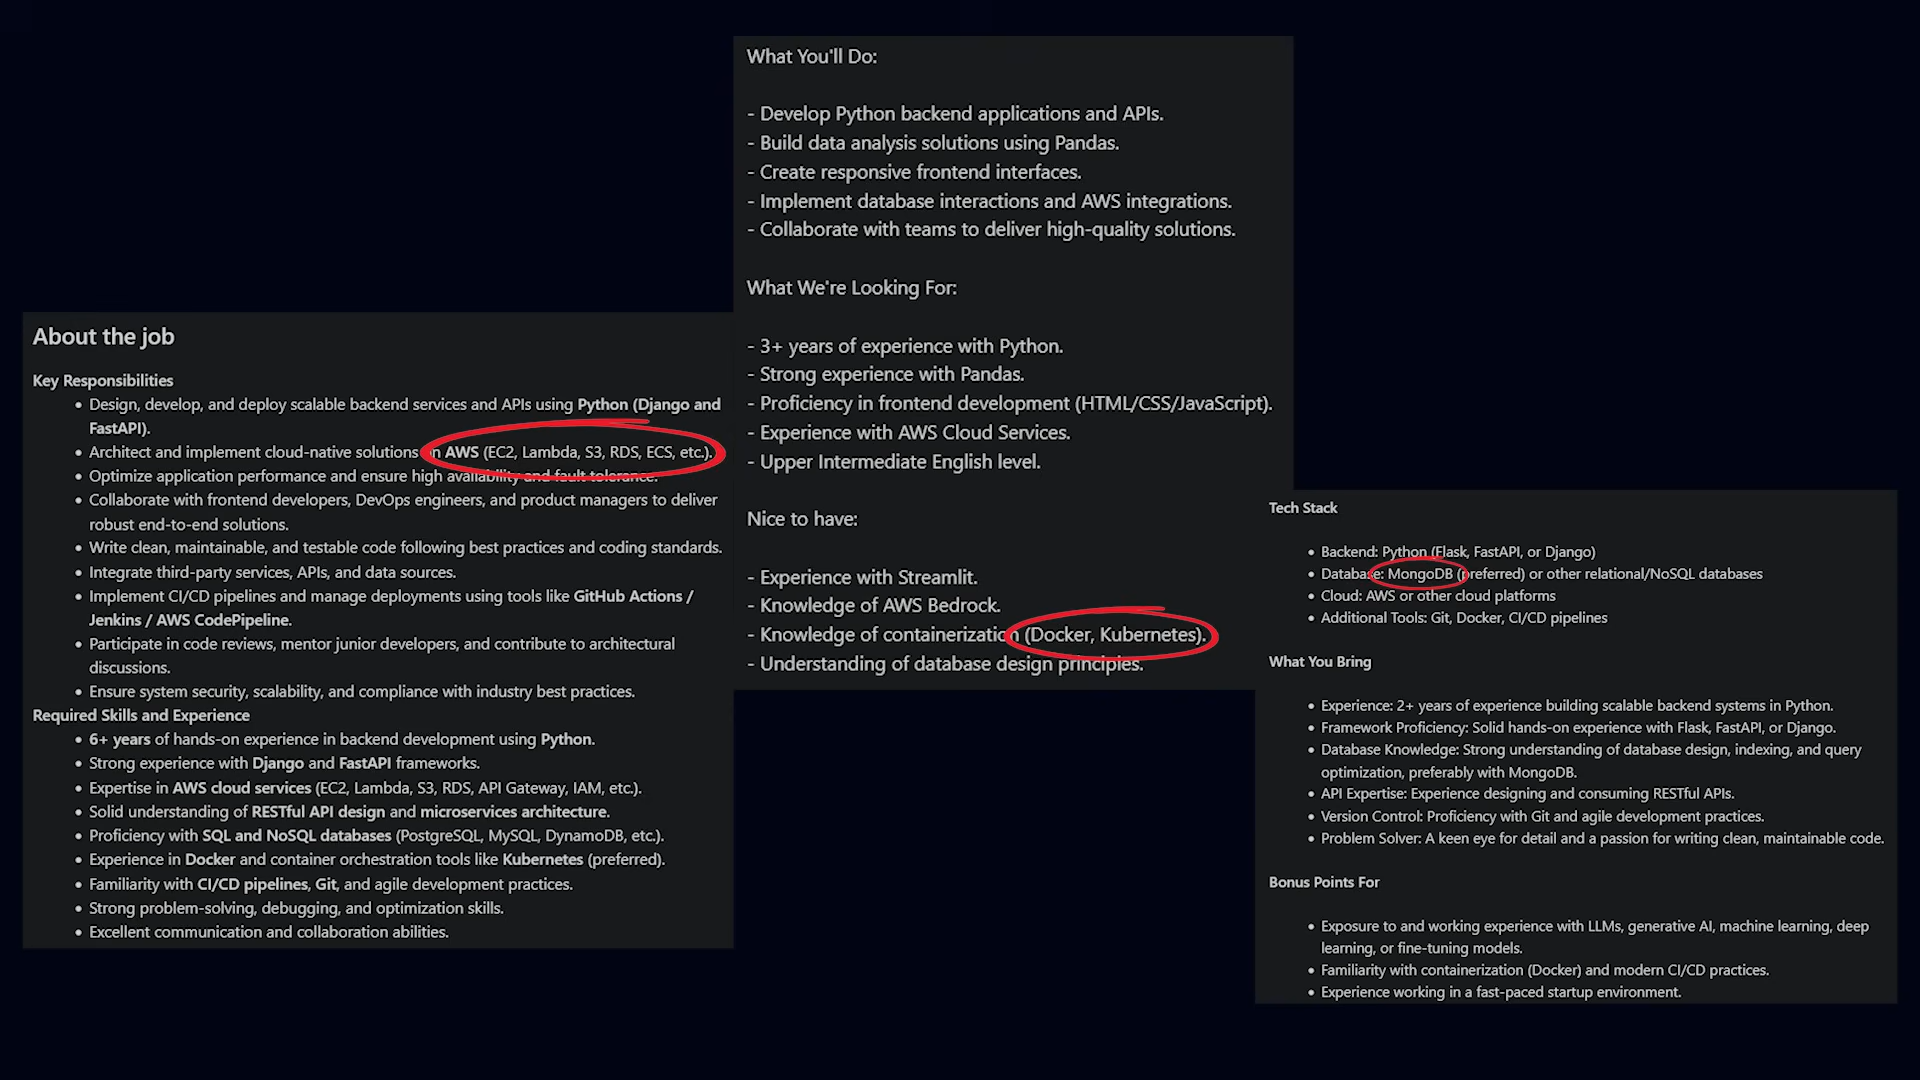 About the job
Key Responsibilities
• Design, develop, and deploy scalable backend services and APIs using Python (Django and
FastAPI).
• Architect and implement cloud-native solutions on AWS (EC2, Lambda, S3, RDS, ECS, etc.).
• Optimize application performance and ensure high availability and fault tolerance.
• Collaborate with frontend developers, DevOps engineers, and product managers to deliver
robust end-to-end solutions.
• Write clean, maintainable, and testable code following best practices and coding standards.
• Integrate third-party services, APIs, and data sources.
• Implement CI/CD pipelines and manage deployments using tools like GitHub Actions /
Jenkins / AWS CodePipeline.
• Participate in code reviews, mentor junior developers, and contribute to architectural
discussions.
• Ensure system security, scalability, and compliance with industry best practices.
Required Skills and Experience
• 6+ years of hands-on experience in backend development using Python.
• Strong experience with Django and FastAPI frameworks.
• Expertise in AWS cloud services (EC2, Lambda, S3, RDS, API Gateway, IAM, etc.).
• Solid understanding of RESTful API design and microservices architecture.
• Proficiency with SQL and NoSQL databases (PostgreSQL, MySQL, DynamoDB, etc.).
• Experience in Docker and container orchestration tools like Kubernetes (preferred).
• Familiarity with CI/CD pipelines, Git, and agile development practices.
• Strong problem-solving, debugging, and optimization skills.
• Excellent communication and collaboration abilities.
What You'll Do:
- Develop Python backend applications and APIs.
- Build data analysis solutions using Pandas.
- Create responsive frontend interfaces.
- Implement database interactions and AWS integrations.
- Collaborate with teams to deliver high-quality solutions.
What We're Looking For:
- 3+ years of experience with Python.
- Strong experience with Pandas.
- Proficiency in frontend development (HTML/CSS/JavaScript).
- Experience with AWS Cloud Services.
- Upper Intermediate English level.
Nice to have:
- Experience with Streamlit.
- Knowledge of AWS Bedrock.
- Knowledge of containerization (Docker, Kubernetes).
- Understanding of database design principles.
Tech Stack
• Backend: Python (Flask, FastAPI, or Django)
• Database: MongoDB (preferred) or other relational/NoSQL databases
• Cloud: AWS or other cloud platforms
• Additional Tools: Git, Docker, CI/CD pipelines
What You Bring
• Experience: 2+ years of experience building scalable backend systems in Python.
• Framework Proficiency: Solid hands-on experience with Flask, FastAPI, or Django.
• Database Knowledge: Strong understanding of database design, indexing, and query
optimization, preferably with MongoDB.
• API Expertise: Experience designing and consuming RESTful APIs.
• Version Control: Proficiency with Git and agile development practices.
• Problem Solver: A keen eye for detail and a passion for writing clean, maintainable code.
Bonus Points For
• Exposure to and working experience with LLMs, generative AI, machine learning, deep
learning, or fine-tuning models.
• Familiarity with containerization (Docker) and modern CI/CD practices.
• Experience working in a fast-paced startup environment.